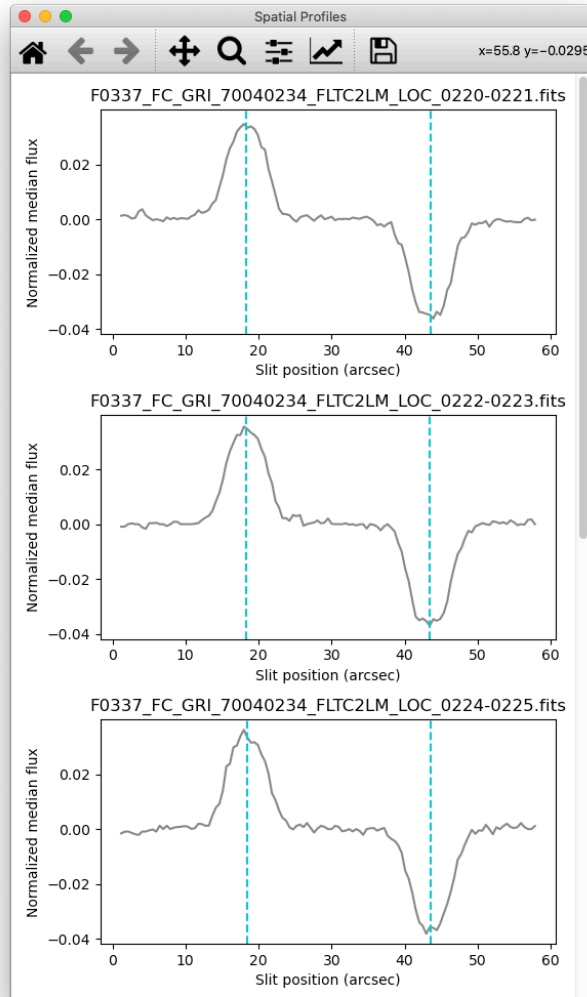 Spatial Profiles
x=55.8 y=−0.0295
F0337_FC_GRI_70040234_FLTC2LM_LOC_0220-0221.fits
Normalized median flux
0.02
0.00
−0.02
−0.04
0 10 20 30 40 50 60
Slit position (arcsec)
F0337_FC_GRI_70040234_FLTC2LM_LOC_0222-0223.fits
Normalized median flux
0.02
0.00
−0.02
−0.04
0 10 20 30 40 50 60
Slit position (arcsec)
F0337_FC_GRI_70040234_FLTC2LM_LOC_0224-0225.fits
Normalized median flux
0.02
0.00
−0.02
−0.04
0 10 20 30 40 50 60
Slit position (arcsec)